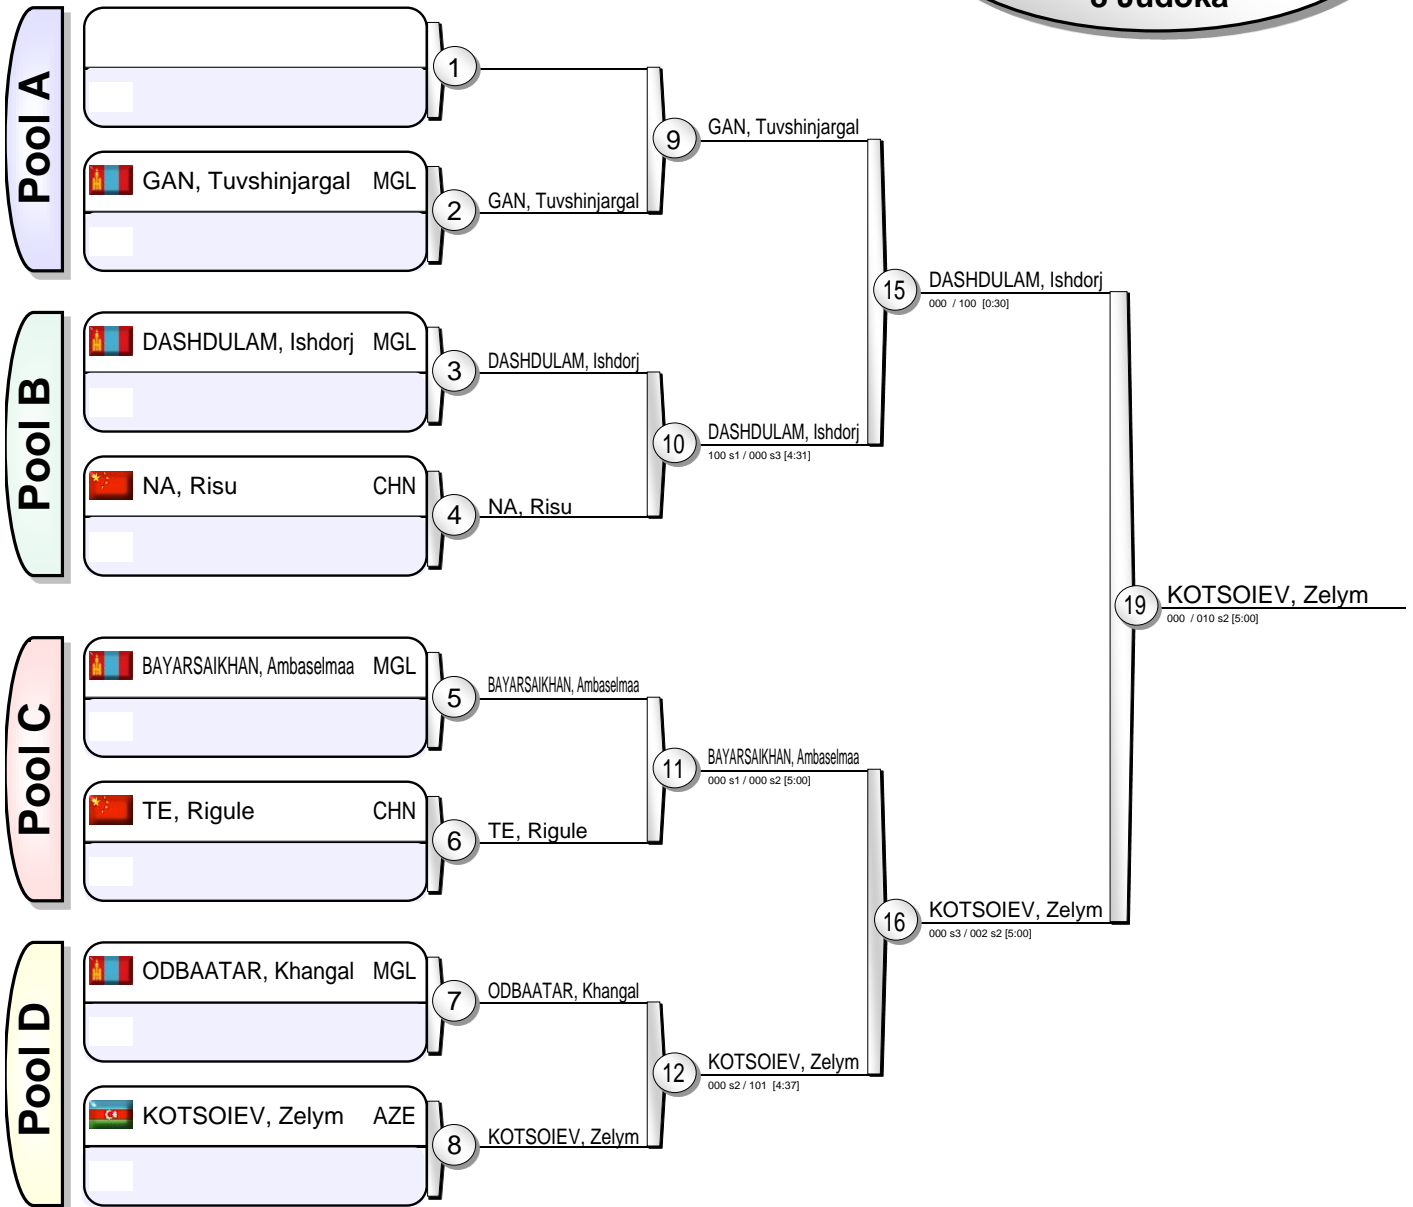 Judoka
Pool A
1
GAN, Tuvshinjargal MGL
2
GAN, Tuvshinjargal
9
GAN, Tuvshinjargal
Pool B
DASHDULAM, Ishdorj MGL
3
DASHDULAM, Ishdorj
NA, Risu CHN
4
NA, Risu
10
DASHDULAM, Ishdorj
100 s1 / 000 s3 [4:31]
15
DASHDULAM, Ishdorj
000 / 100 [0:30]
Pool C
BAYARSAIKHAN, Ambaselmaa MGL
5
BAYARSAIKHAN, Ambaselmaa
TE, Rigule CHN
6
TE, Rigule
11
BAYARSAIKHAN, Ambaselmaa
000 s1 / 000 s2 [5:00]
Pool D
ODBAATAR, Khangal MGL
7
ODBAATAR, Khangal
KOTSOIEV, Zelym AZE
8
KOTSOIEV, Zelym
12
KOTSOIEV, Zelym
000 s2 / 101 [4:37]
16
KOTSOIEV, Zelym
000 s3 / 002 s2 [5:00]
19
KOTSOIEV, Zelym
000 / 010 s2 [5:00]